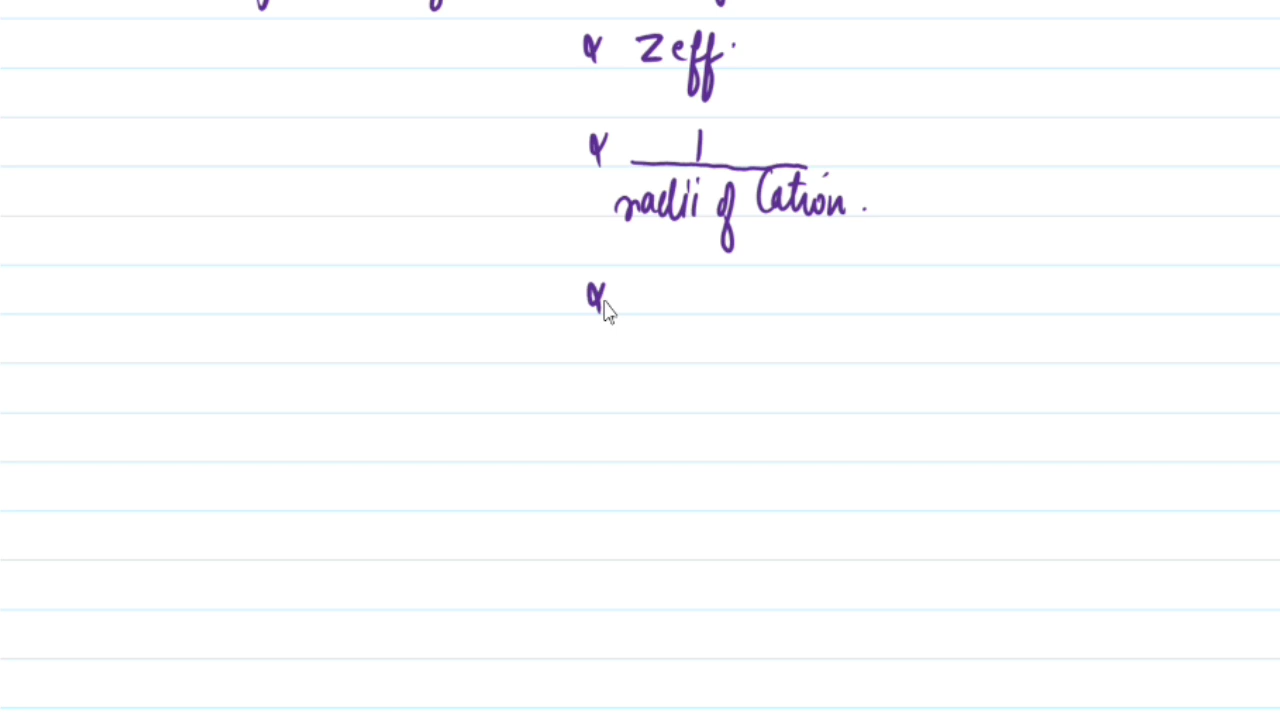 ∝ Zeff.
∝ 1
radii of Cation.
∝